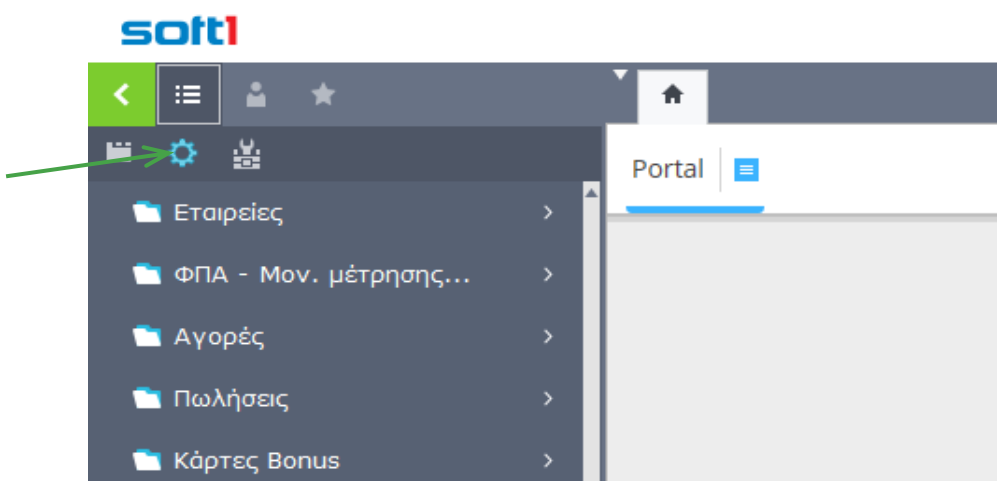 soft1
Portal
Εταιρείες
ΦΠΑ - Μον. μέτρησης...
Αγορές
Πωλήσεις
Κάρτες Bonus